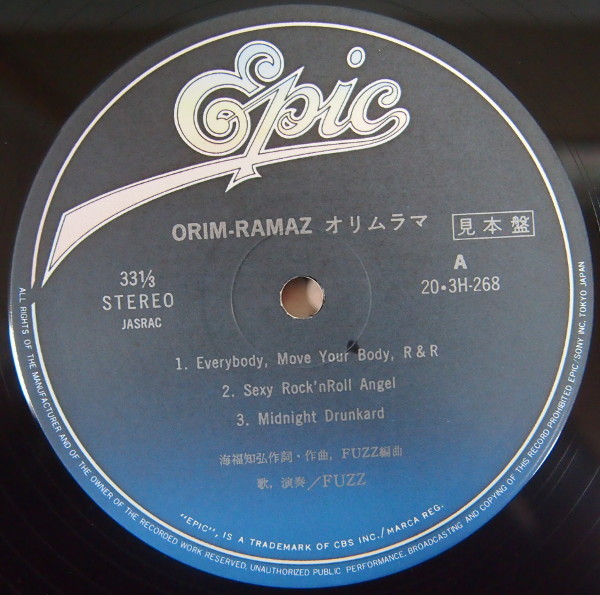 Epic
ORIM-RAMAZ オリムラマ 見本盤
33⅓ A
STEREO 20・3H-268
JASRAC
1. Everybody, Move Your Body, R & R
2. Sexy Rock'nRoll Angel
3. Midnight Drunkard
海福知弘作詞・作曲, FUZZ編曲
歌, 演奏／FUZZ
"EPIC", IS A TRADEMARK OF CBS INC./MARCA REG.
ALL RIGHTS OF THE MANUFACTURER AND OF THE OWNER OF THE RECORDED WORK RESERVED, UNAUTHORIZED PUBLIC PERFORMANCE, BROADCASTING AND COPYING OF THIS RECORD PROHIBITED EPIC/SONY INC. TOKYO JAPAN